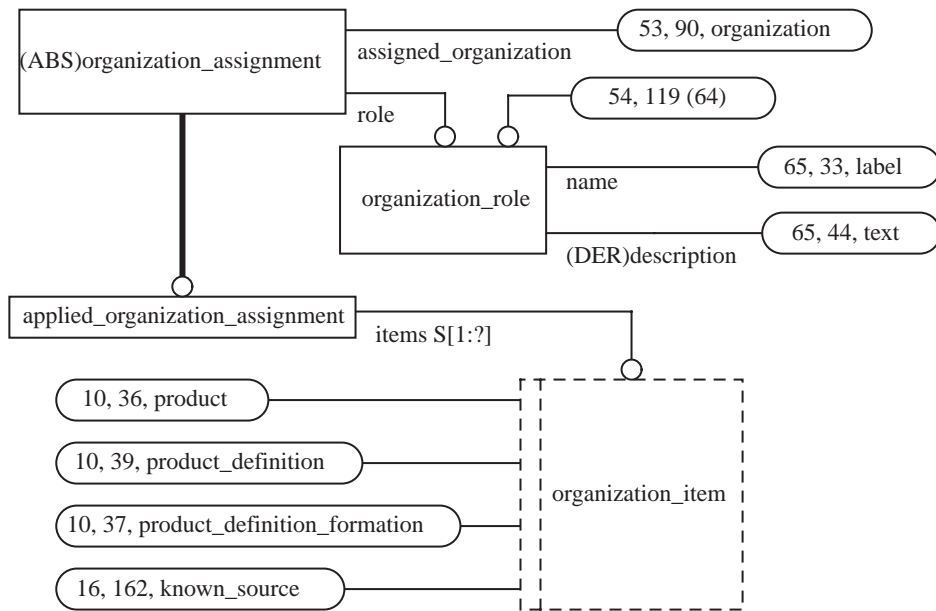 53, 90, organization
(ABS)organization_assignment
assigned_organization
54, 119 (64)
role
65, 33, label
name
organization_role
65, 44, text
(DER)description
applied_organization_assignment
items S[1:?]
10, 36, product
10, 39, product_definition
organization_item
10, 37, product_definition_formation
16, 162, known_source